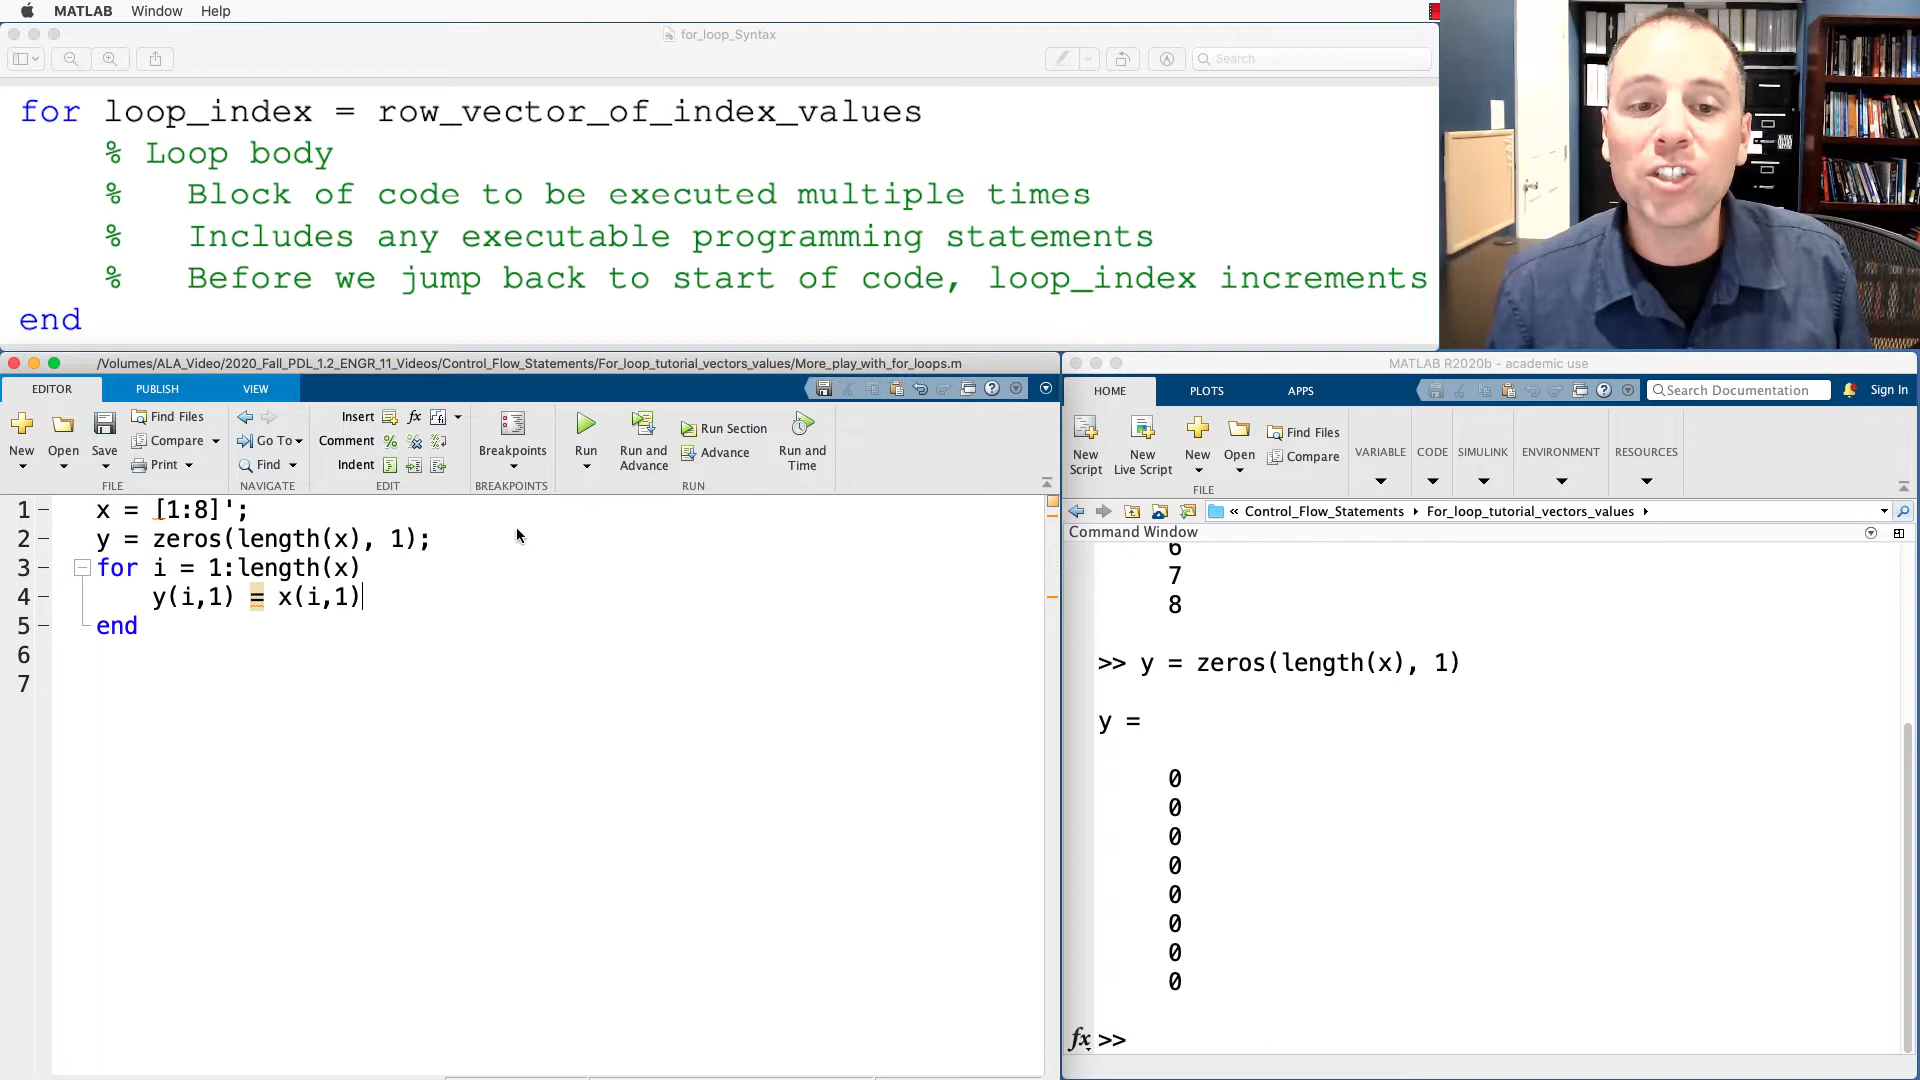 MATLAB Window Help
for_loop_Syntax
Search
for loop_index = row_vector_of_index_values
% Loop body
% Block of code to be executed multiple times
% Includes any executable programming statements
% Before we jump back to start of code, loop_index increments
end
/Volumes/ALA_Video/2020_Fall_PDL_1.2_ENGR_11_Videos/Control_Flow_Statements/For_loop_tutorial_vectors_values/More_play_with_for_loops.m
EDITOR PUBLISH VIEW
New Open Save
Find Files
Compare
Print
FILE
Go To
Find
NAVIGATE
Insert fx
Comment %
Indent
EDIT
Breakpoints
BREAKPOINTS
Run
Run and Advance
Run Section
Advance
Run and Time
RUN
1 x = [1:8]';
2 y = zeros(length(x), 1);
3 for i = 1:length(x)
4 y(i,1) = x(i,1)
5 end
6
7
MATLAB R2020b - academic use
HOME PLOTS APPS
Search Documentation
Sign In
New Script
New Live Script
New Open
Find Files
Compare
FILE
VARIABLE CODE SIMULINK ENVIRONMENT RESOURCES
« Control_Flow_Statements For_loop_tutorial_vectors_values
Command Window
6
7
8
>> y = zeros(length(x), 1)
y =
0
0
0
0
0
0
0
0
fx >>